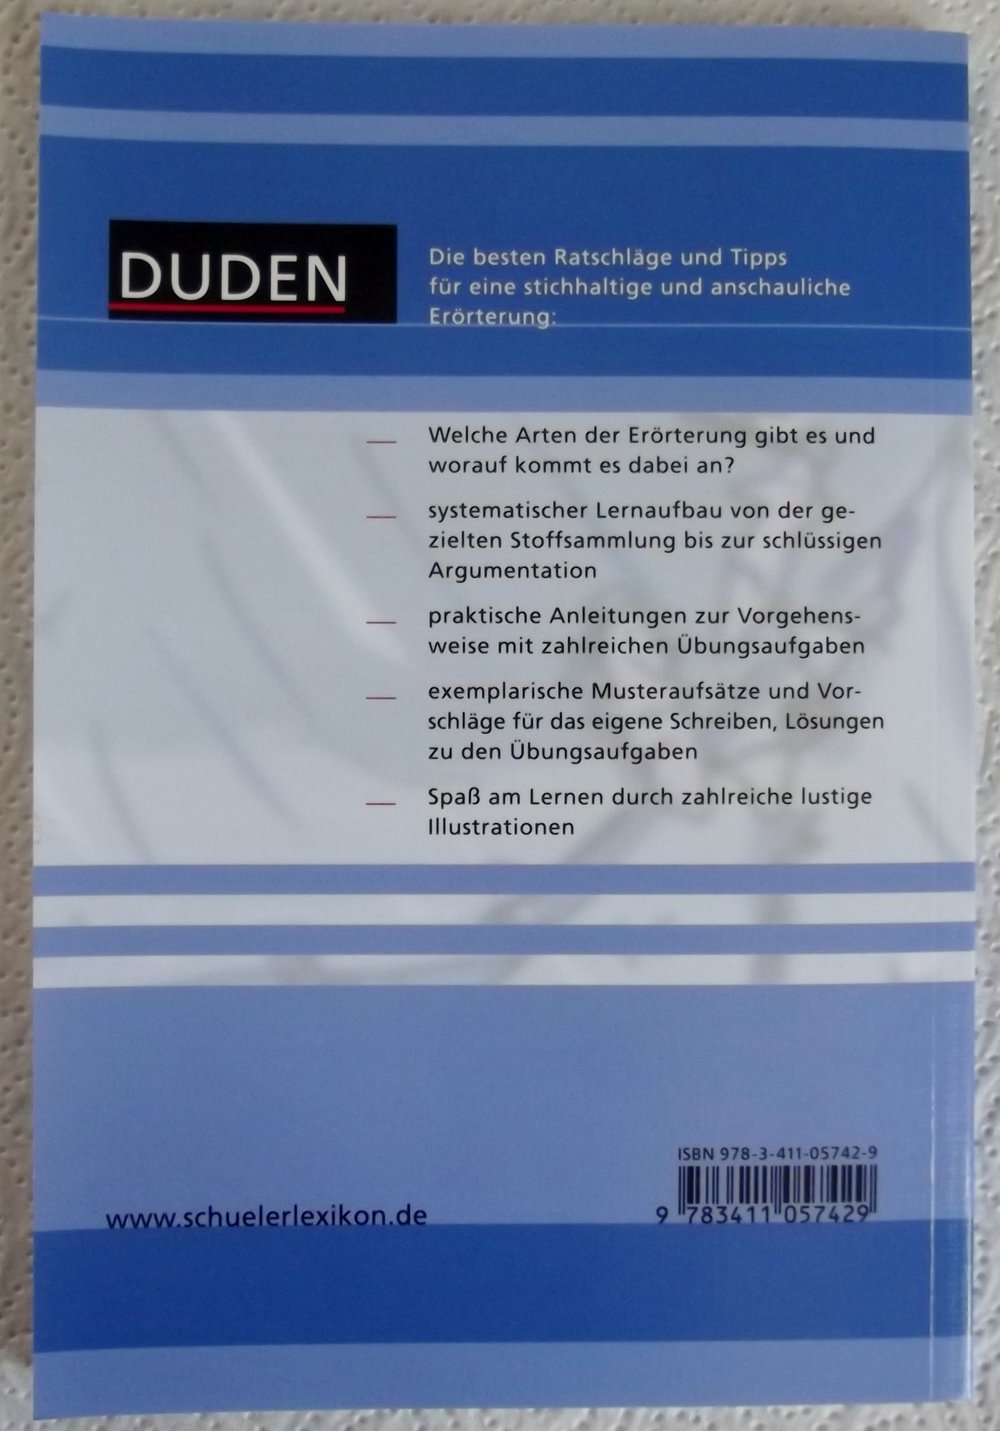 DUDEN
Die besten Ratschläge und Tipps
für eine stichhaltige und anschauliche
Erörterung:
Welche Arten der Erörterung gibt es und
worauf kommt es dabei an?
systematischer Lernaufbau von der ge-
zielten Stoffsammlung bis zur schlüssigen
Argumentation
praktische Anleitungen zur Vorgehens-
weise mit zahlreichen Übungsaufgaben
exemplarische Musteraufsätze und Vor-
schläge für das eigene Schreiben, Lösungen
zu den Übungsaufgaben
Spaß am Lernen durch zahlreiche lustige
Illustrationen
ISBN 978-3-411-05742-9
www.schuelerlexikon.de
9 783411 057429